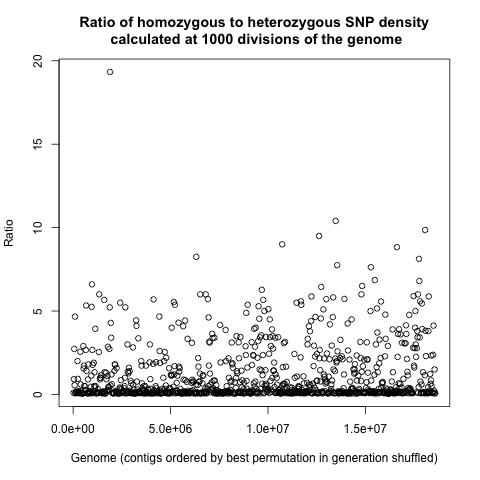 Ratio of homozygous to heterozygous SNP density
calculated at 1000 divisions of the genome
20
15
10
5
0
Ratio
0.0e+00 5.0e+06 1.0e+07 1.5e+07
Genome (contigs ordered by best permutation in generation shuffled)